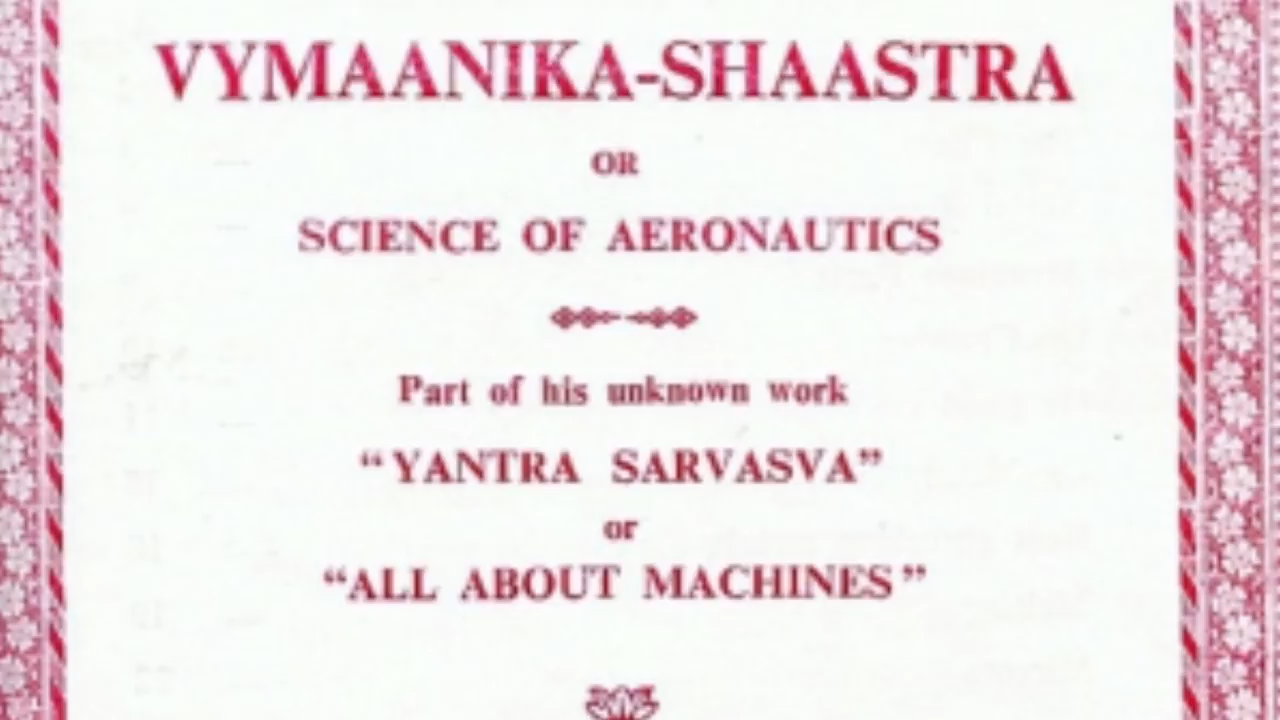 VYMAANIKA-SHAASTRA
OR
SCIENCE OF AERONAUTICS
Part of his unknown work
“YANTRA SARVASVA”
or
“ALL ABOUT MACHINES”